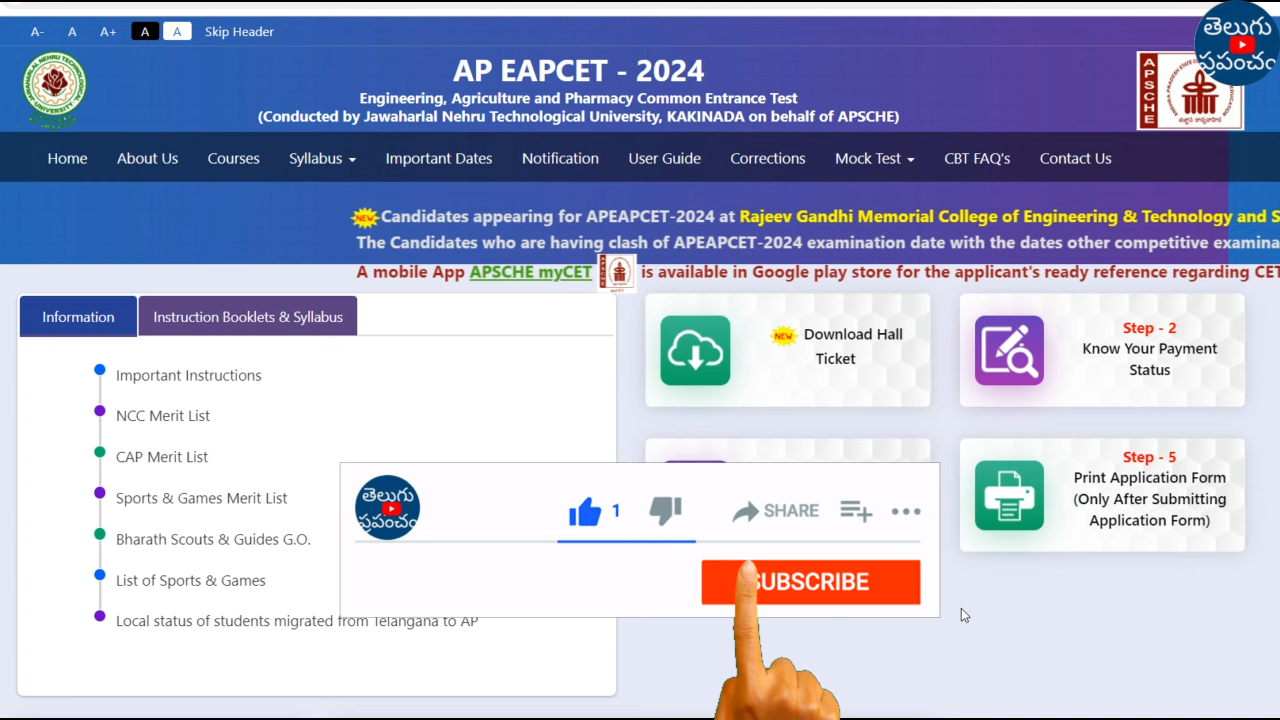 A- A A+ A A Skip Header
తెలుగు
ప్రపంచం
AP EAPCET - 2024
Engineering, Agriculture and Pharmacy Common Entrance Test
(Conducted by Jawaharlal Nehru Technological University, KAKINADA on behalf of APSCHE)
APSCHE
Home About Us Courses Syllabus Important Dates Notification User Guide Corrections Mock Test CBT FAQ's Contact Us
NEW Candidates appearing for APEAPCET-2024 at Rajeev Gandhi Memorial College of Engineering & Technology and S
The Candidates who are having clash of APEAPCET-2024 examination date with the dates other competitive examina
A mobile App APSCHE myCET is available in Google play store for the applicant's ready reference regarding CET
Information Instruction Booklets & Syllabus
Important Instructions
NCC Merit List
CAP Merit List
Sports & Games Merit List
Bharath Scouts & Guides G.O.
List of Sports & Games
Local status of students migrated from Telangana to AP
NEW Download Hall
Ticket
Step - 2
Know Your Payment
Status
Step - 5
Print Application Form
(Only After Submitting
Application Form)
తెలుగు
ప్రపంచం
1 SHARE
SUBSCRIBE